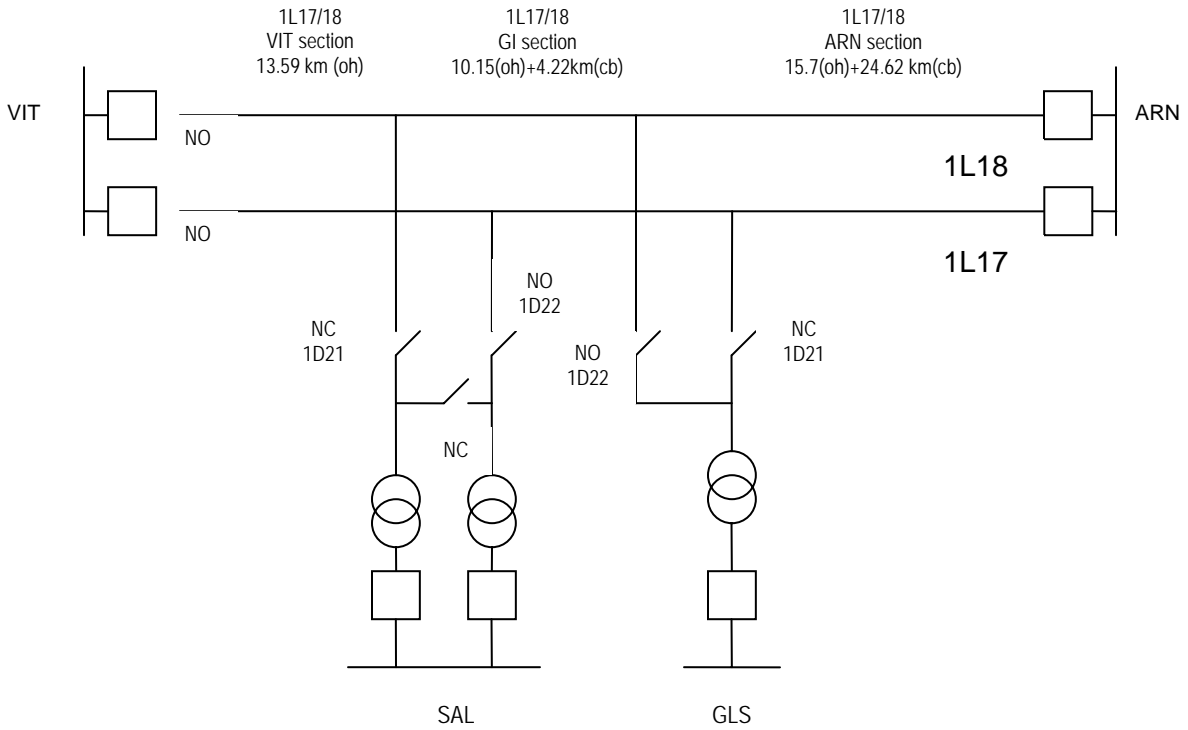 1L17/18
VIT section
13.59 km (oh)
1L17/18
GI section
10.15(oh)+4.22km(cb)
1L17/18
ARN section
15.7(oh)+24.62 km(cb)
VIT
ARN
NO
1L18
NO
1L17
NO
1D22
NC
1D21
NO
1D22
NC
1D21
NC
SAL
GLS